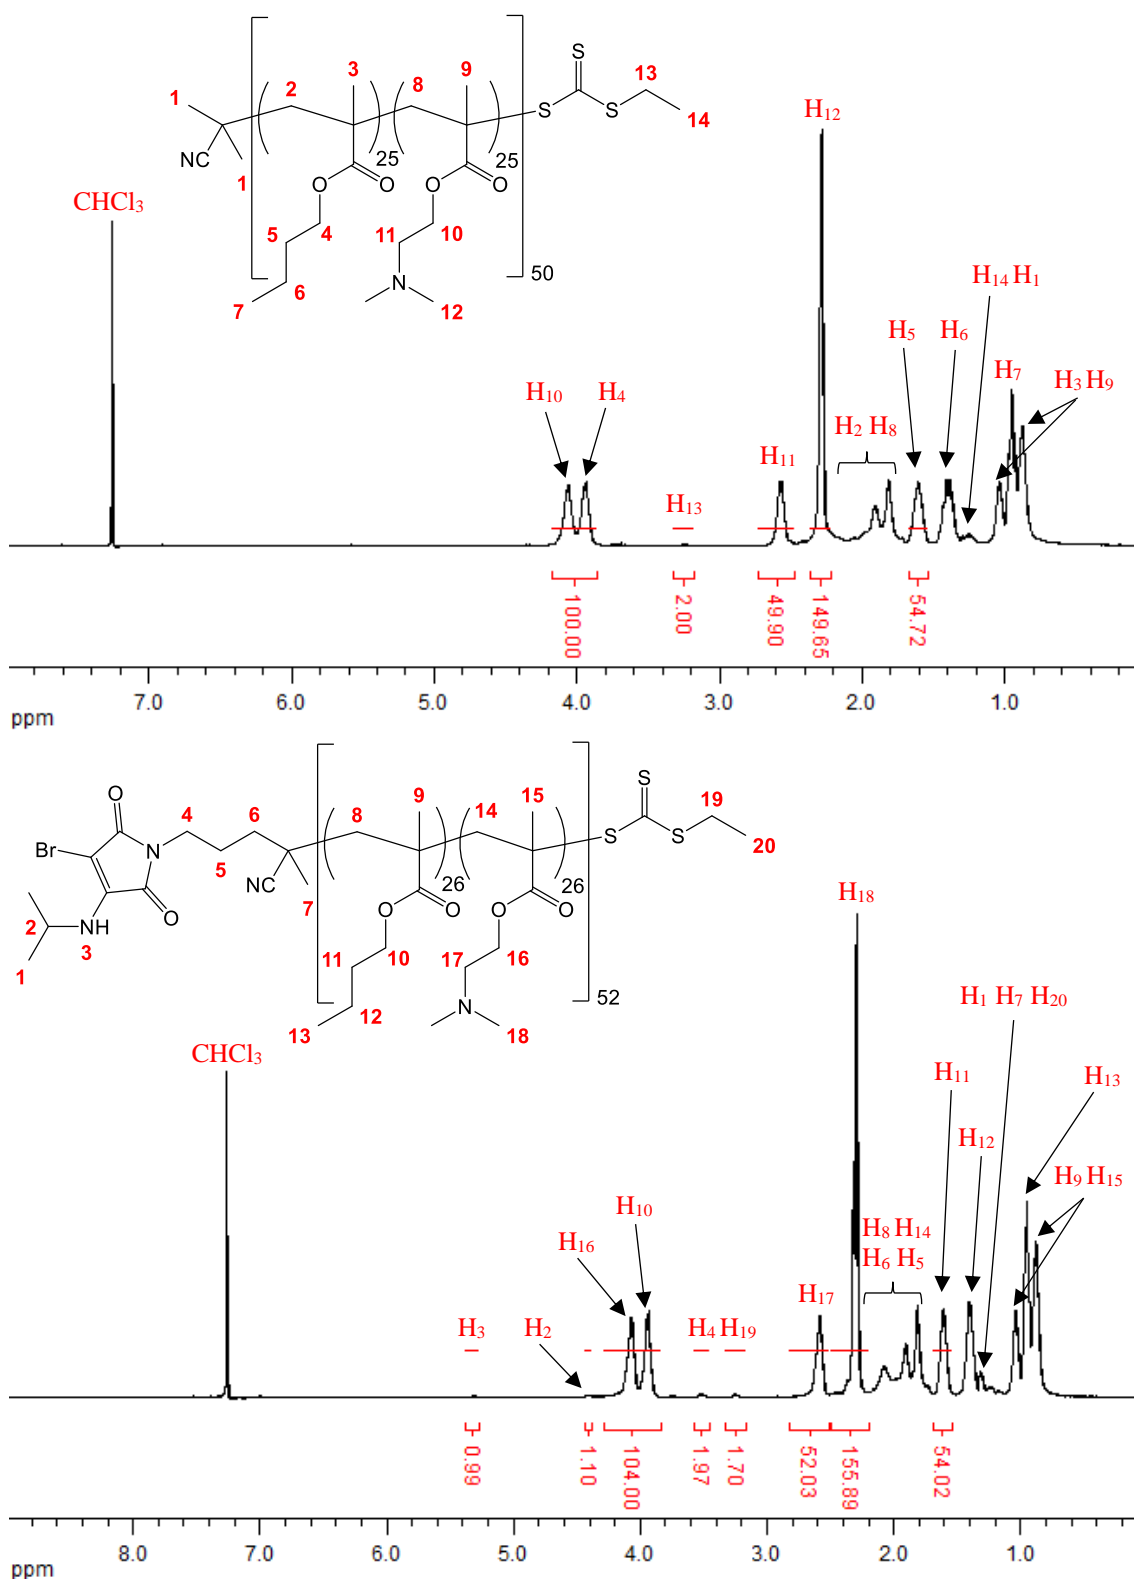 S
3 9 13
2 8
1 S S 14 H₁₂
NC 25 25
1 O O O O
CHCl₃
5 4 11 10
6 50
N
7 12
H₁₄ H₁
H₅ H₆
H₇
H₃ H₉
H₁₀ H₄
H₂ H₈
H₁₁
H₁₃
100.00 2.00 49.90 149.65 54.72
7.0 6.0 5.0 4.0 3.0 2.0 1.0
ppm
S
O 9 15 19
4 6 8 14
Br N 5 S S 20
NC 26 26
O 7 O O O O
H₁₈
2 NH
3
1
11 10 17 16
N 52
12
13 18
H₁ H₇ H₂₀
CHCl₃
H₁₁ H₁₃
H₁₂
H₉ H₁₅
H₁₀
H₁₆ H₈ H₁₄
H₆ H₅
H₁₇
H₃ H₂ H₄ H₁₉
0.99 1.10 104.00 1.97 1.70 52.03 155.89 54.02
8.0 7.0 6.0 5.0 4.0 3.0 2.0 1.0
ppm